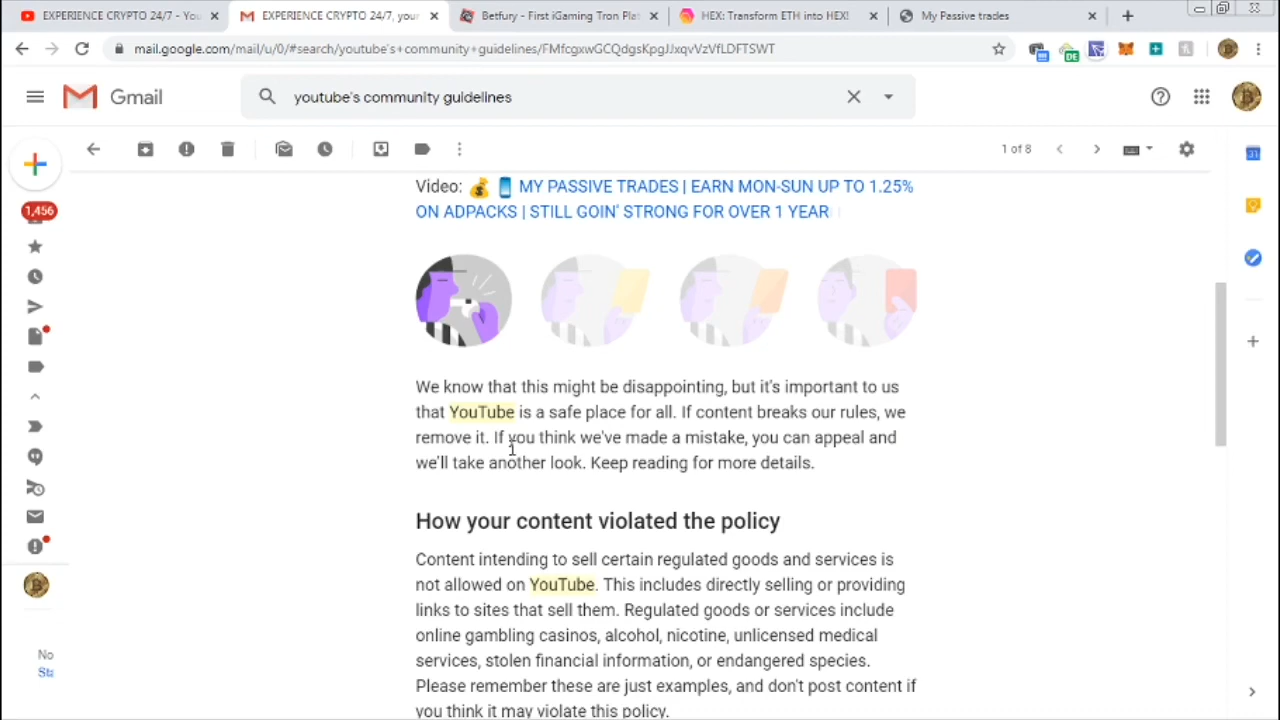 EXPERIENCE CRYPTO 24/7 - You
EXPERIENCE CRYPTO 24/7, your
Betfury - First iGaming Tron Plat
HEX: Transform ETH into HEX!
My Passive trades
mail.google.com/mail/u/0/#search/youtube's+community+guidelines/FMfcgxwGCQdgsKpgJJxqvVzVfLDFTSWT
DE
Gmail
youtube's community guidelines
1 of 8
1,456
Video: 💰 📱 MY PASSIVE TRADES | EARN MON-SUN UP TO 1.25%
ON ADPACKS | STILL GOIN' STRONG FOR OVER 1 YEAR
We know that this might be disappointing, but it's important to us
that YouTube is a safe place for all. If content breaks our rules, we
remove it. If you think we've made a mistake, you can appeal and
we'll take another look. Keep reading for more details.
How your content violated the policy
Content intending to sell certain regulated goods and services is
not allowed on YouTube. This includes directly selling or providing
links to sites that sell them. Regulated goods or services include
online gambling casinos, alcohol, nicotine, unlicensed medical
services, stolen financial information, or endangered species.
Please remember these are just examples, and don't post content if
you think it may violate this policy.
No
Sta